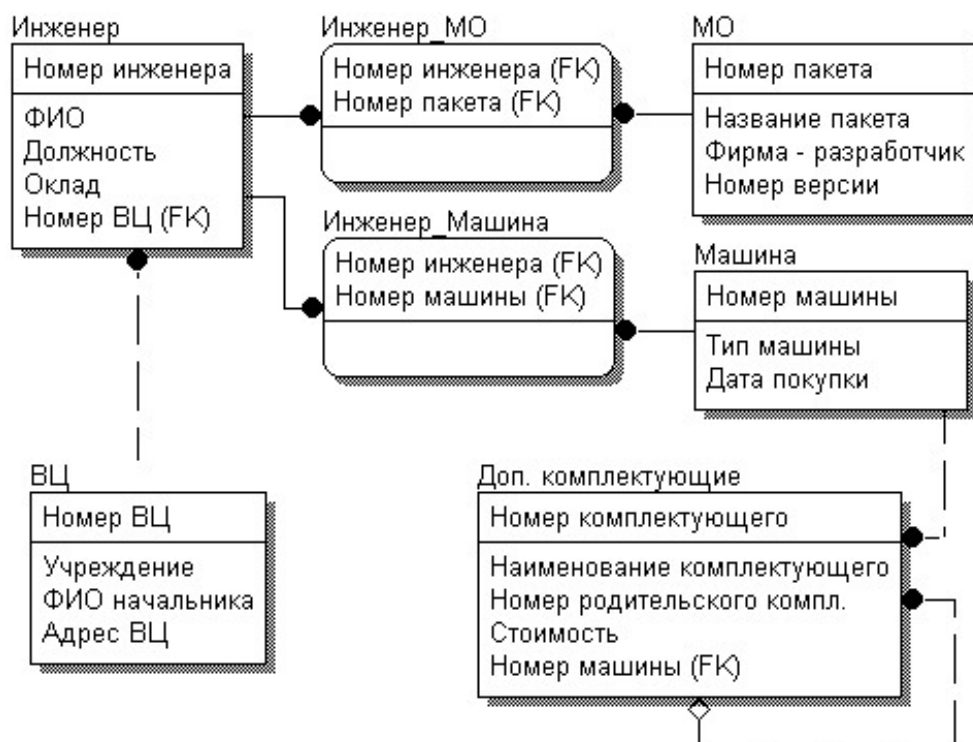 Инженер
Номер инженера
ФИО
Должность
Оклад
Номер ВЦ (FK)
Инженер_МО
Номер инженера (FK)
Номер пакета (FK)
МО
Номер пакета
Название пакета
Фирма - разработчик
Номер версии
Инженер_Машина
Номер инженера (FK)
Номер машины (FK)
Машина
Номер машины
Тип машины
Дата покупки
ВЦ
Номер ВЦ
Учреждение
ФИО начальника
Адрес ВЦ
Доп. комплектующие
Номер комплектующего
Наименование комплектующего
Номер родительского компл.
Стоимость
Номер машины (FK)